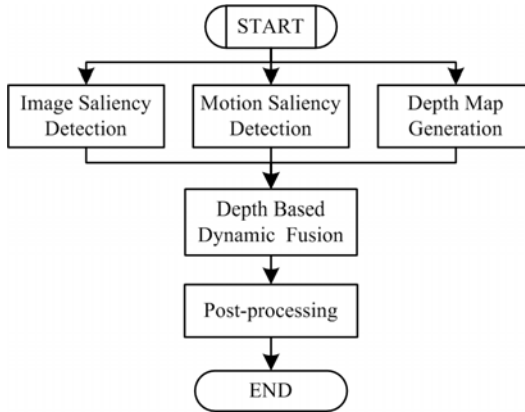 START
Image Saliency
Detection
Motion Saliency
Detection
Depth Map
Generation
Depth Based
Dynamic Fusion
Post-processing
END